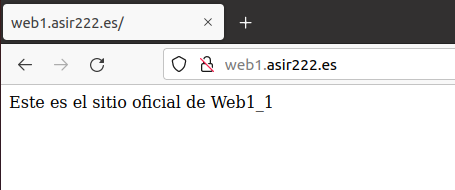 web1.asir222.es/
web1.asir222.es
Este es el sitio oficial de Web1_1